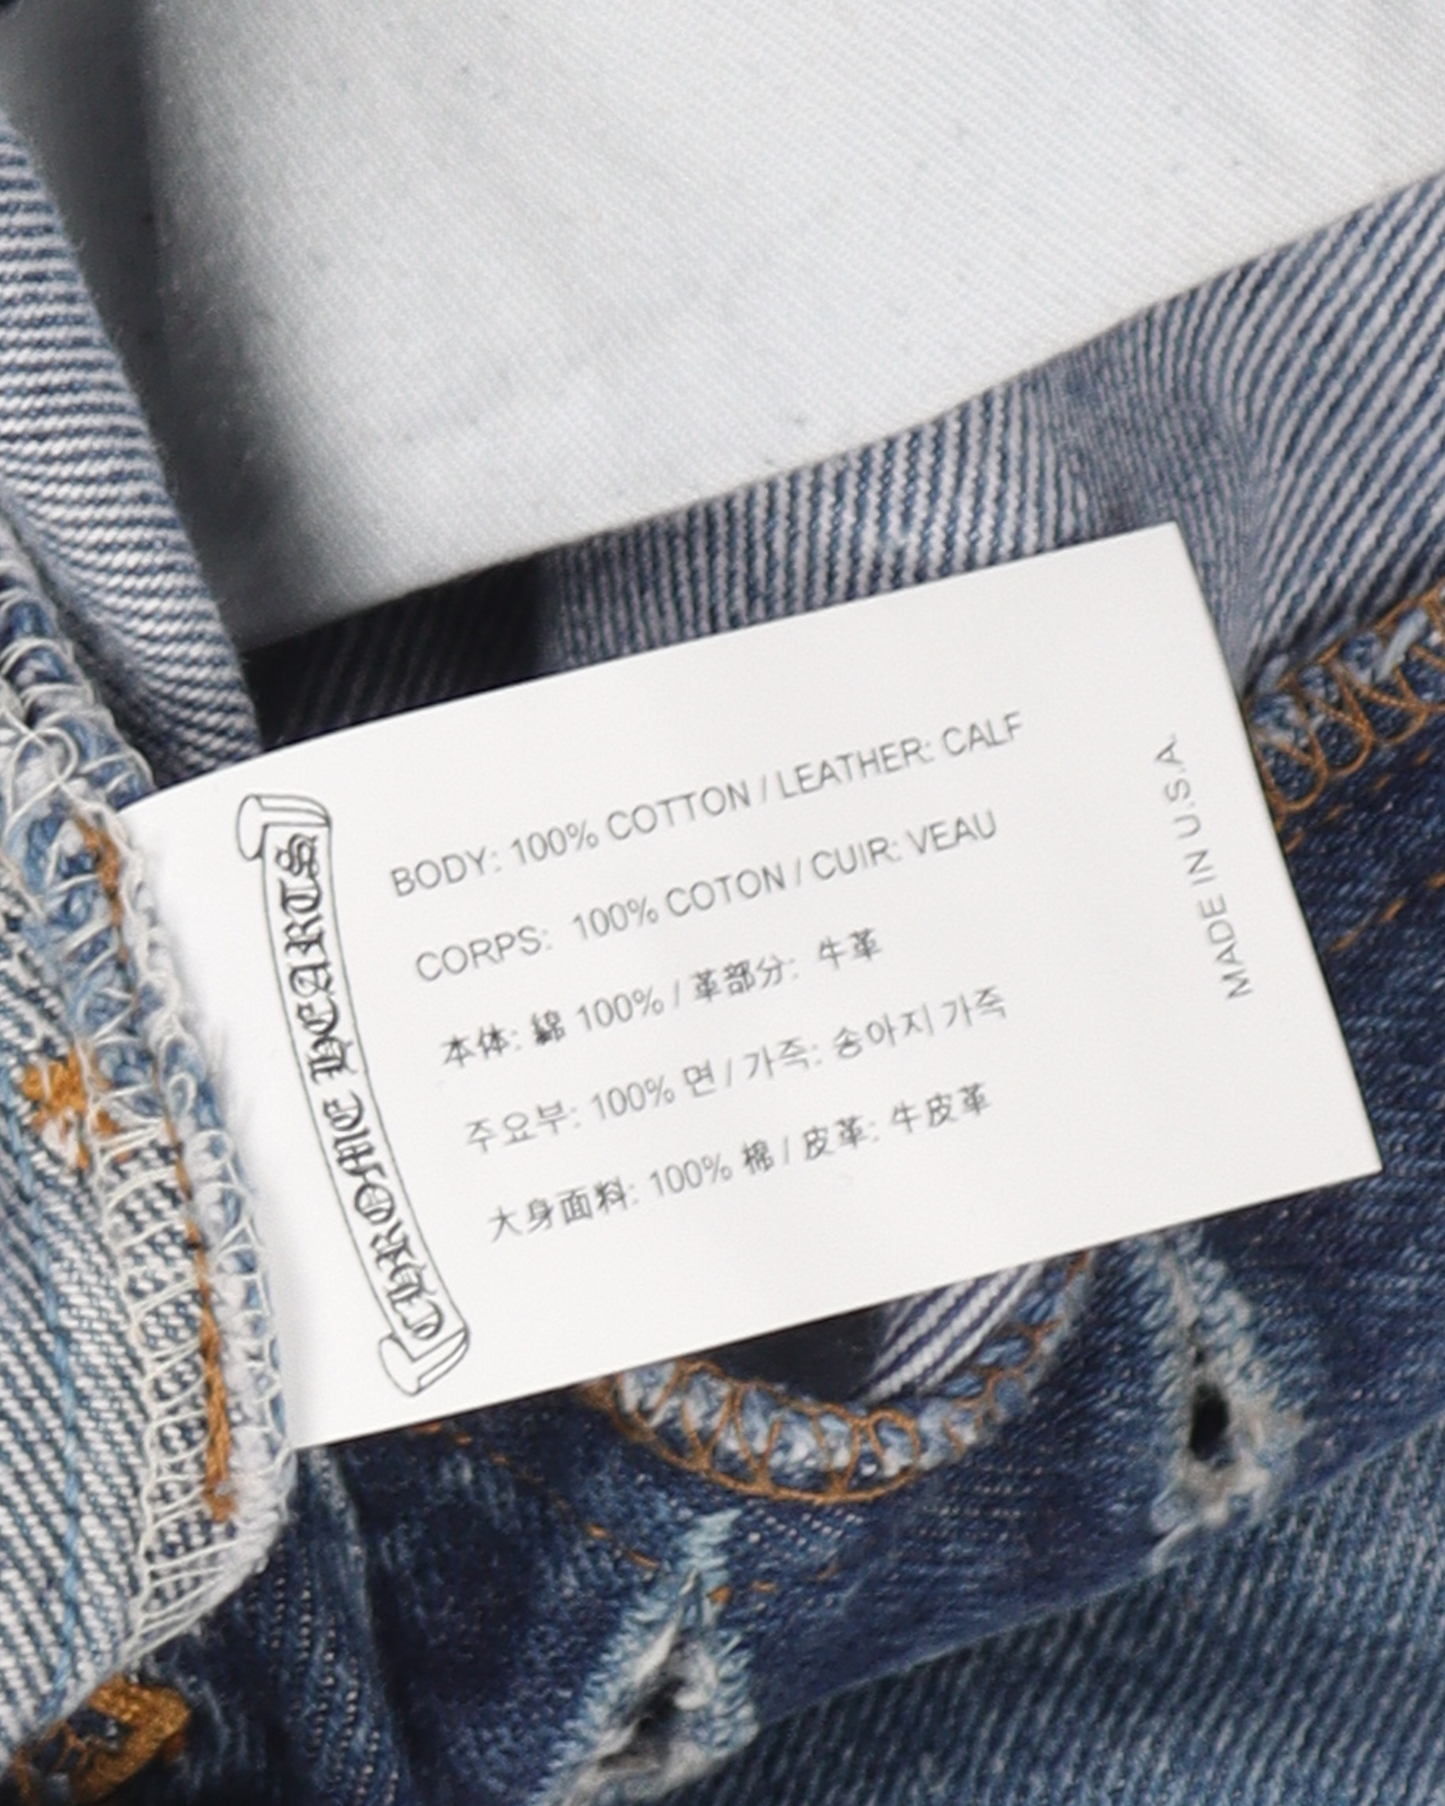 CHROME HEARTS
BODY: 100% COTTON / LEATHER: CALF
CORPS: 100% COTON / CUIR: VEAU
本体: 綿 100% / 革部分: 牛革
주요부: 100% 면 / 가죽: 송아지 가죽
大身面料: 100% 棉 / 皮革: 牛皮革
MADE IN U.S.A.